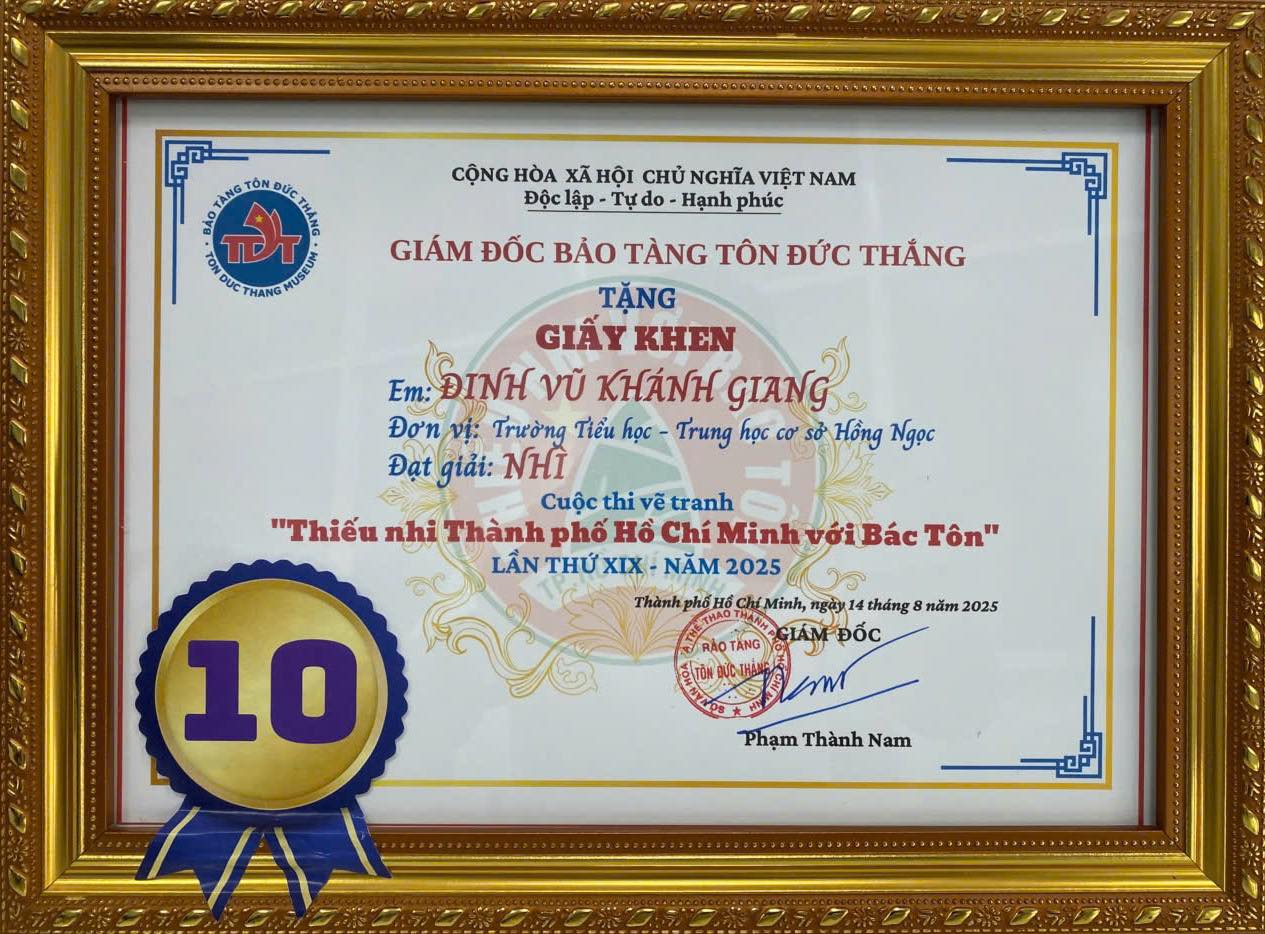 CỘNG HÒA XÃ HỘI CHỦ NGHĨA VIỆT NAM
Độc lập - Tự do - Hạnh phúc
BẢO TÀNG TÔN ĐỨC THẮNG
TDT
TON DUC THANG MUSEUM
GIÁM ĐỐC BẢO TÀNG TÔN ĐỨC THẮNG
TẶNG
GIẤY KHEN
Em: ĐINH VŨ KHÁNH GIANG
Đơn vị: Trường Tiểu học - Trung học cơ sở Hồng Ngọc
Đạt giải: NHÌ
Cuộc thi vẽ tranh
"Thiếu nhi Thành phố Hồ Chí Minh với Bác Tôn"
LẦN THỨ XIX - NĂM 2025
Thành phố Hồ Chí Minh, ngày 14 tháng 8 năm 2025
GIÁM ĐỐC
BẢO TÀNG
TÔN ĐỨC THẮNG
Phạm Thành Nam
10